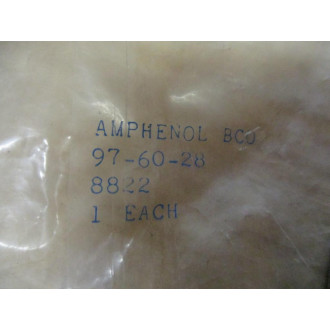 AMPHENOL BCO
97-60-28
8822
1 EACH